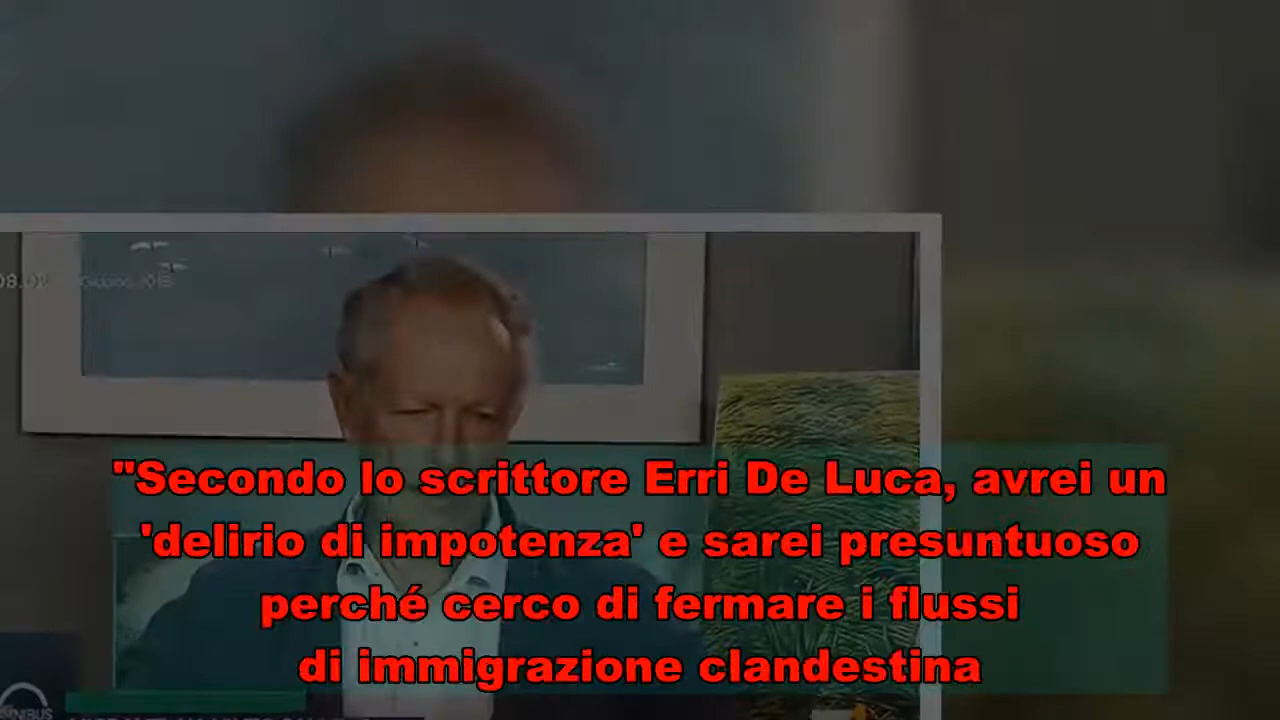 "Secondo lo scrittore Erri De Luca, avrei un
'delirio di impotenza' e sarei presuntuoso
perché cerco di fermare i flussi
di immigrazione clandestina